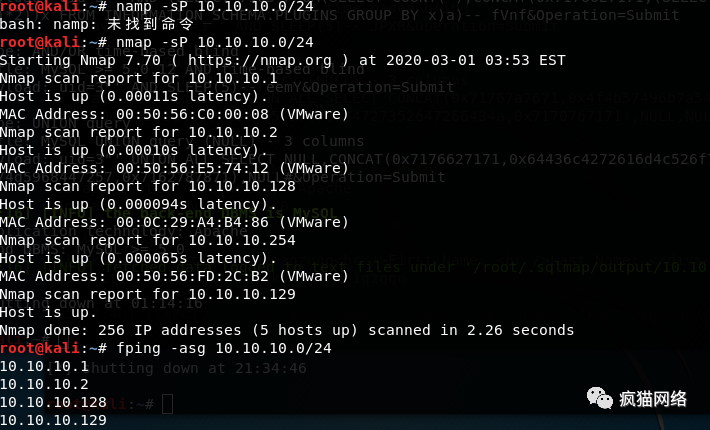 root@kali:~# namp -sP 10.10.10.0/24
bash: namp: 未找到命令
root@kali:~# nmap -sP 10.10.10.0/24
Starting Nmap 7.70 ( https://nmap.org ) at 2020-03-01 03:53 EST
Nmap scan report for 10.10.10.1
Host is up (0.00011s latency).
MAC Address: 00:50:56:C0:00:08 (VMware)
Nmap scan report for 10.10.10.2
Host is up (0.00010s latency).
MAC Address: 00:50:56:E5:74:12 (VMware)
Nmap scan report for 10.10.10.128
Host is up (0.000094s latency).
MAC Address: 00:0C:29:A4:B4:86 (VMware)
Nmap scan report for 10.10.10.254
Host is up (0.000065s latency).
MAC Address: 00:50:56:FD:2C:B2 (VMware)
Nmap scan report for 10.10.10.129
Host is up.
Nmap done: 256 IP addresses (5 hosts up) scanned in 2.26 seconds
root@kali:~# fping -asg 10.10.10.0/24
10.10.10.1
10.10.10.2
10.10.10.128
10.10.10.129
疯猫网络